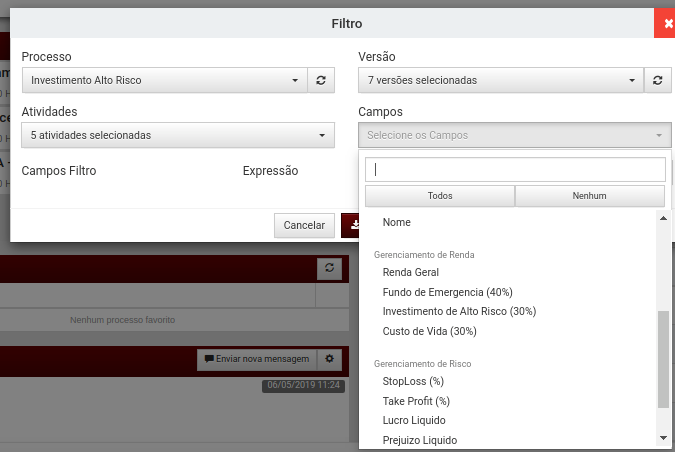 Filtro
Processo
Versão
Investimento Alto Risco
7 versões selecionadas
Atividades
Campos
5 atividades selecionadas
Selecione os Campos
Campos Filtro
Expressão
Todos
Nenhum
Nome
Cancelar
Gerenciamento de Renda
Renda Geral
Fundo de Emergencia (40%)
Investimento de Alto Risco (30%)
Custo de Vida (30%)
Nenhum processo favorito
Enviar nova mensagem
Gerenciamento de Risco
StopLoss (%)
06/05/2019 11:24
Take Profit (%)
Lucro Liquido
Prejuizo Liquido